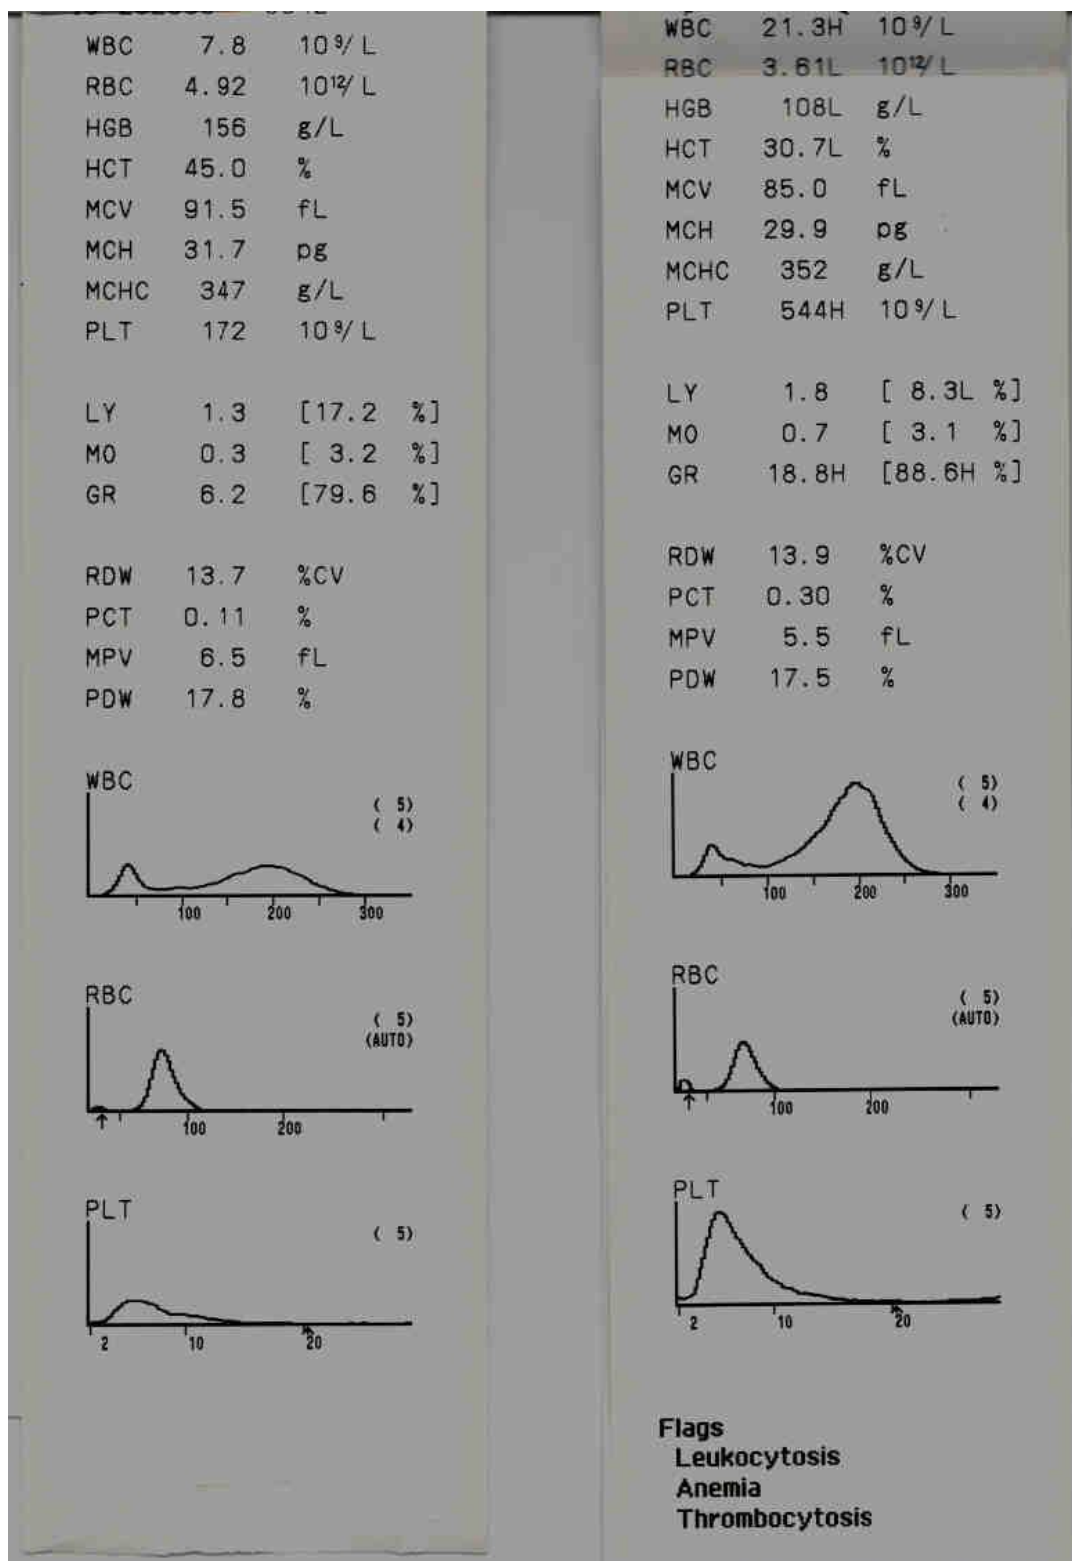 WBC 7.8 10⁹/L
RBC 4.92 10¹²/L
HGB 156 g/L
HCT 45.0 %
MCV 91.5 fL
MCH 31.7 pg
MCHC 347 g/L
PLT 172 10⁹/L
LY 1.3 [17.2 %]
MO 0.3 [ 3.2 %]
GR 6.2 [79.6 %]
RDW 13.7 %CV
PCT 0.11 %
MPV 6.5 fL
PDW 17.8 %
WBC
( 5)
( 4)
100 200 300
RBC
( 5)
(AUTO)
100 200
PLT
( 5)
2 10 20
WBC 21.3H 10⁹/L
RBC 3.61L 10¹²/L
HGB 108L g/L
HCT 30.7L %
MCV 85.0 fL
MCH 29.9 pg
MCHC 352 g/L
PLT 544H 10⁹/L
LY 1.8 [ 8.3L %]
MO 0.7 [ 3.1 %]
GR 18.8H [88.6H %]
RDW 13.9 %CV
PCT 0.30 %
MPV 5.5 fL
PDW 17.5 %
WBC
( 5)
( 4)
100 200 300
RBC
( 5)
(AUTO)
100 200
PLT
( 5)
2 10 20
Flags
Leukocytosis
Anemia
Thrombocytosis